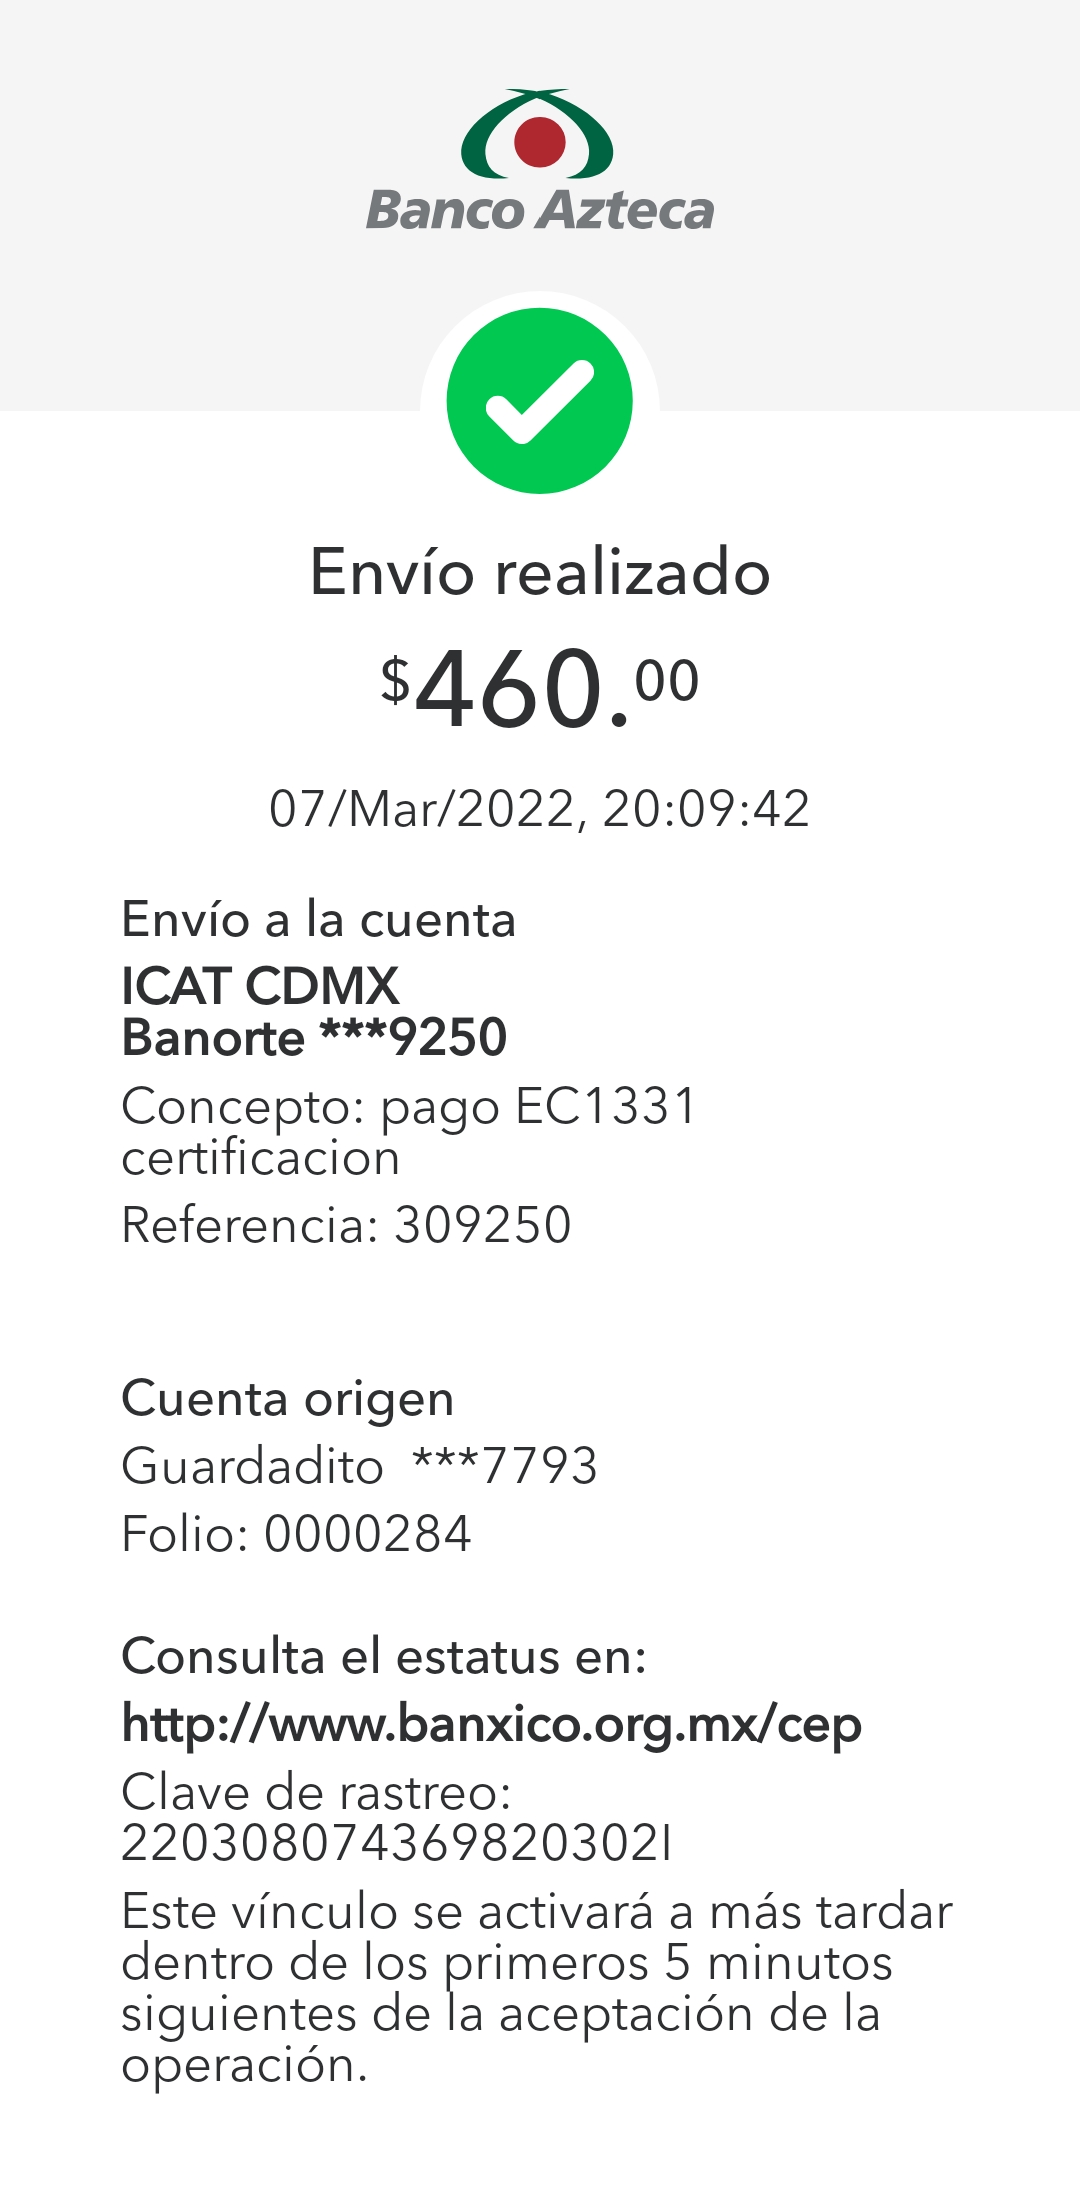 Banco Azteca
Envío realizado
$460.00
07/Mar/2022, 20:09:42
Envío a la cuenta
ICAT CDMX
Banorte ***9250
Concepto: pago EC1331
certificacion
Referencia: 309250
Cuenta origen
Guardadito ***7793
Folio: 0000284
Consulta el estatus en:
http://www.banxico.org.mx/cep
Clave de rastreo:
220308074369820302I
Este vínculo se activará a más tardar
dentro de los primeros 5 minutos
siguientes de la aceptación de la
operación.